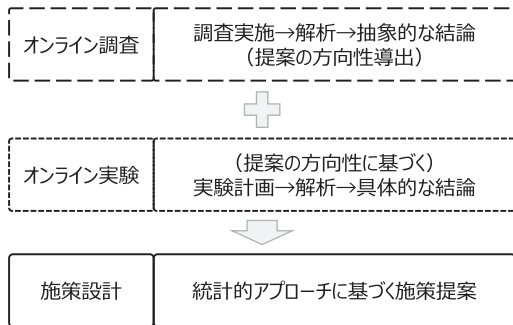 オンライン調査
調査実施→解析→抽象的な結論
(提案の方向性導出)
オンライン実験
(提案の方向性に基づく)
実験計画→解析→具体的な結論
施策設計
統計的アプローチに基づく施策提案